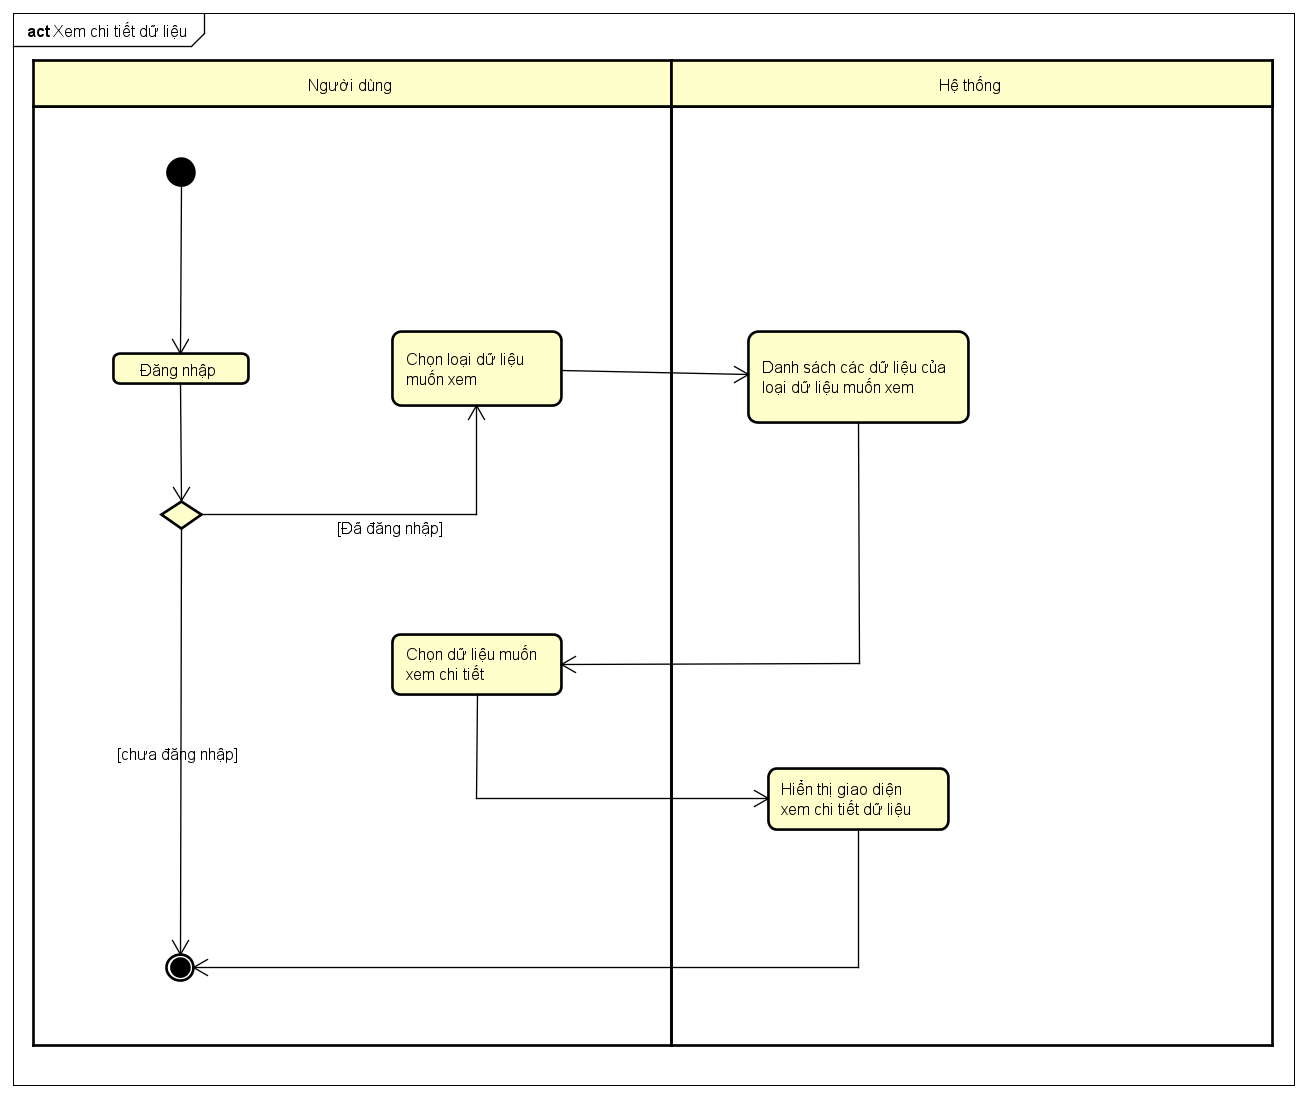 act Xem chi tiết dữ liệu
Người dùng
Hệ thống
Đăng nhập
Chọn loại dữ liệu
muốn xem
Danh sách các dữ liệu của
loại dữ liệu muốn xem
[Đã đăng nhập]
Chọn dữ liệu muốn
xem chi tiết
[chưa đăng nhập]
Hiển thị giao diện
xem chi tiết dữ liệu